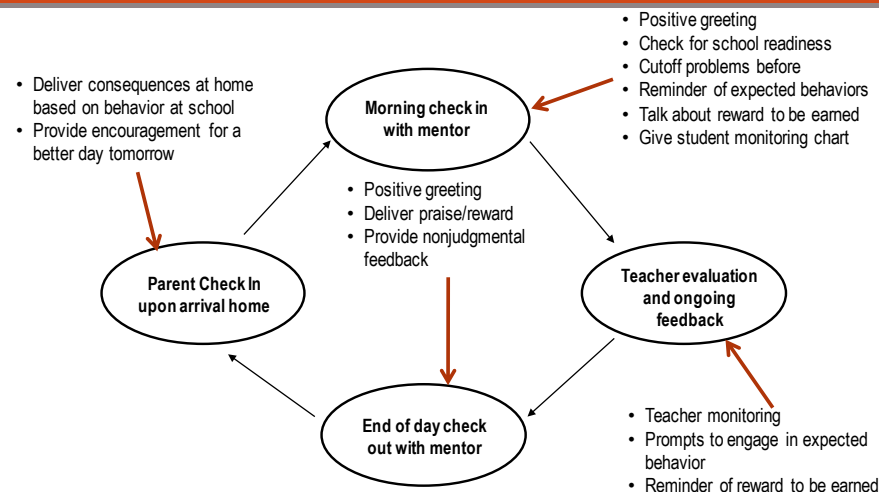 • Positive greeting
• Check for school readiness
• Cutoff problems before
• Reminder of expected behaviors
• Talk about reward to be earned
• Give student monitoring chart
• Deliver consequences at home
based on behavior at school
• Provide encouragement for a
better day tomorrow
Morning check in
with mentor
• Positive greeting
• Deliver praise/reward
• Provide nonjudgmental
feedback
Parent Check In
upon arrival home
Teacher evaluation
and ongoing
feedback
End of day check
out with mentor
• Teacher monitoring
• Prompts to engage in expected
behavior
• Reminder of reward to be earned